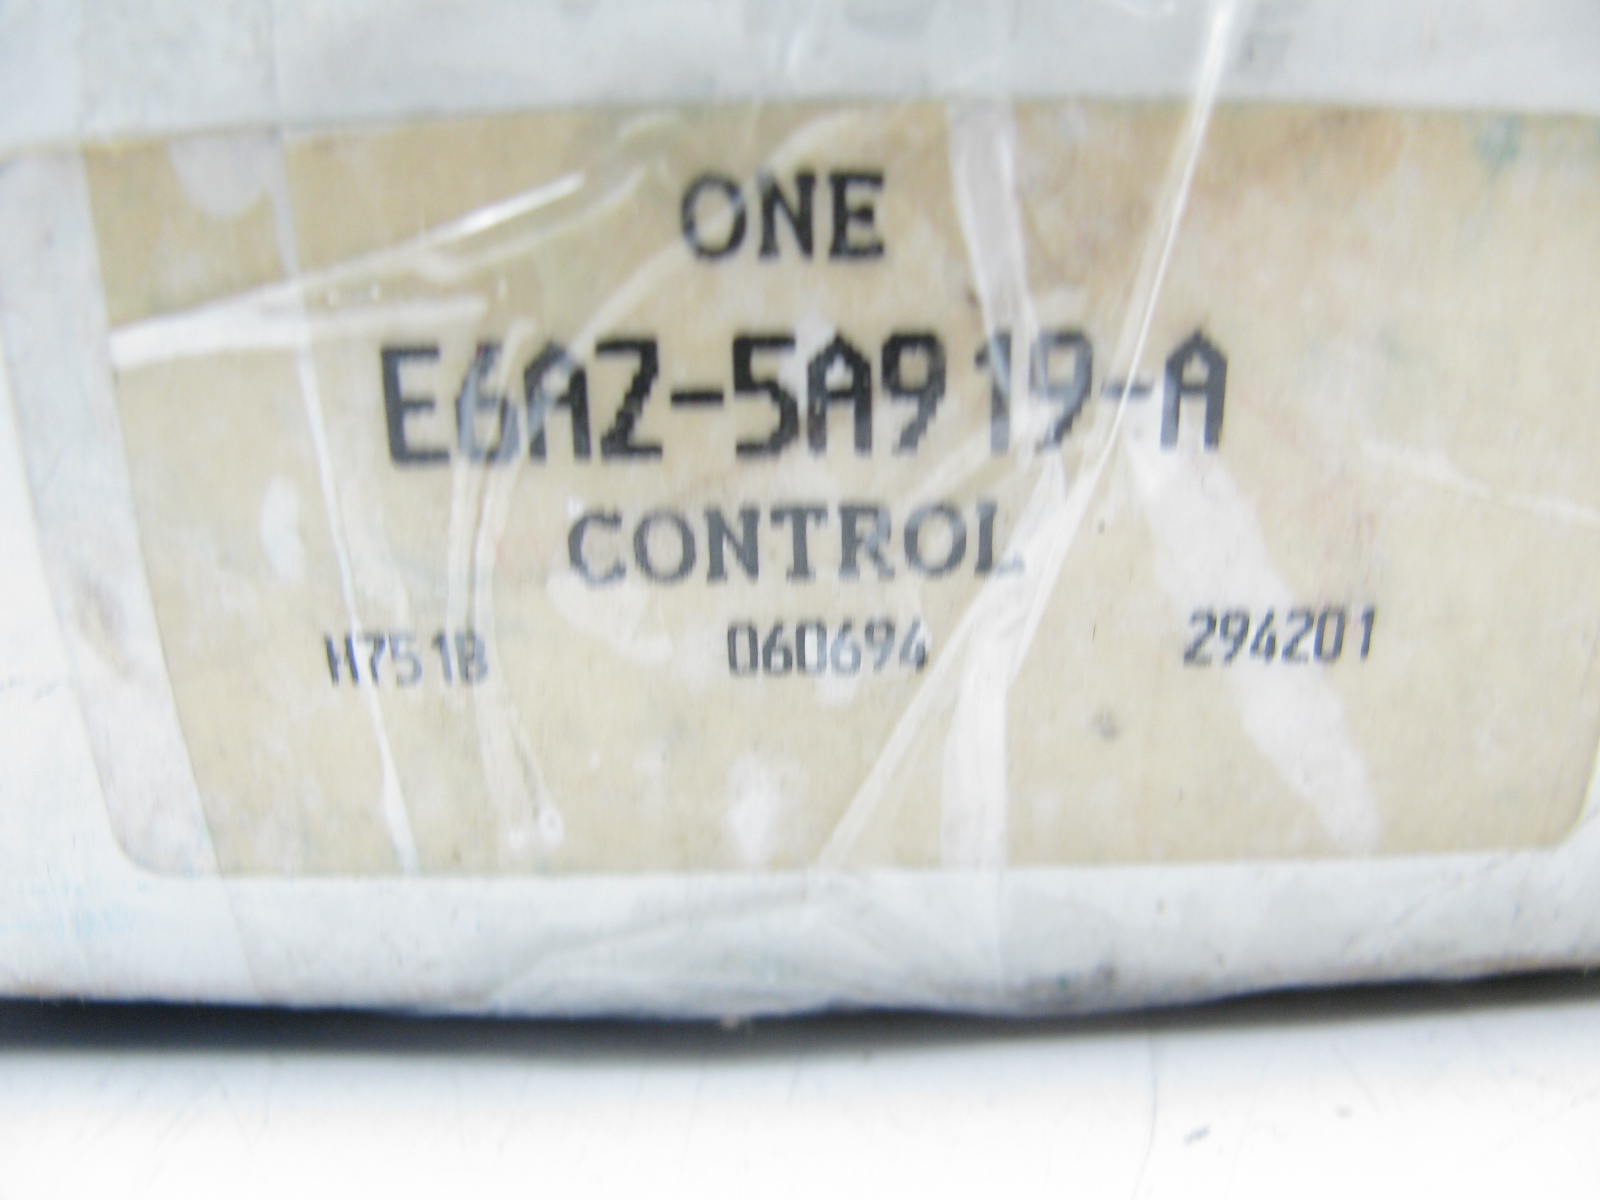 ONE
E6AZ-5A919-A
CONTROL
H751B 060694 294201